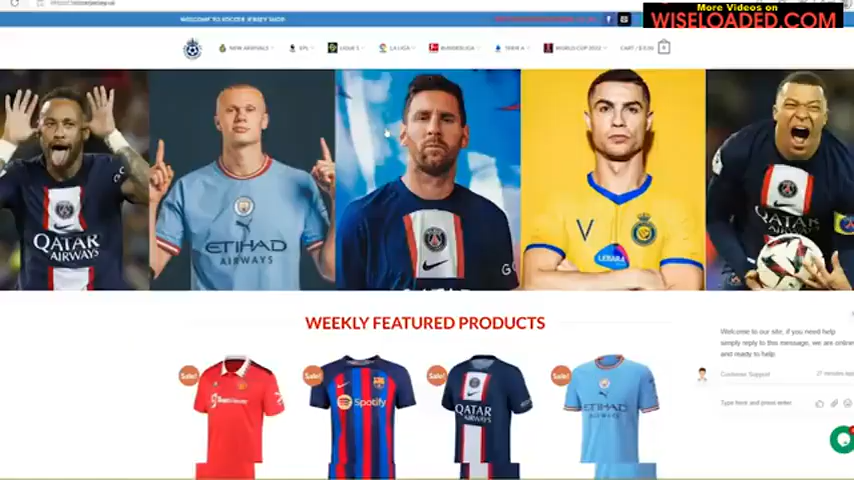 More Videos on
WISELOADED.COM
WELCOME TO SOCCER JERSEY SHOP
NEW ARRIVALS
EPL
LIGUE 1
LA LIGA
BUNDESLIGA
SERIE A
WORLD CUP 2022
CART / $ 0.00
0
QATAR
AIRWAYS
ETIHAD
AIRWAYS
QATAR
V
LEBARA
QATAR
AIRWAYS
WEEKLY FEATURED PRODUCTS
Sale!
Sale!
Spotify
Sale!
QATAR
AIRWAYS
Sale!
ETIHAD
AIRWAYS
Welcome to our site, if you need help
simply reply to this message, we are online
and ready to help
Customer Support
Type here and press enter